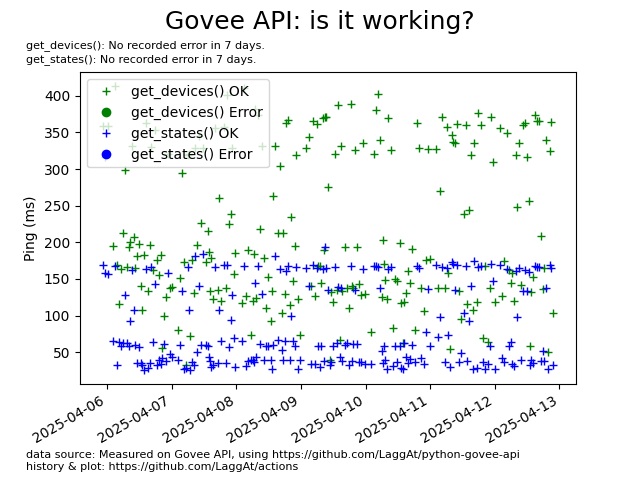 Govee API: is it working?
get_devices(): No recorded error in 7 days.
get_states(): No recorded error in 7 days.
get_devices() OK
get_devices() Error
get_states() OK
get_states() Error
Ping (ms)
400
350
300
250
200
150
100
50
2025-04-06
2025-04-07
2025-04-08
2025-04-09
2025-04-10
2025-04-11
2025-04-12
2025-04-13
data source: Measured on Govee API, using https://github.com/LaggAt/python-govee-api
history & plot: https://github.com/LaggAt/actions